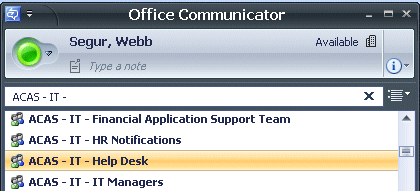 Office Communicator
Segur, Webb
Available
Type a note
ACAS - IT -
ACAS - IT - Financial Application Support Team
ACAS - IT - HR Notifications
ACAS - IT - Help Desk
ACAS - IT - IT Managers